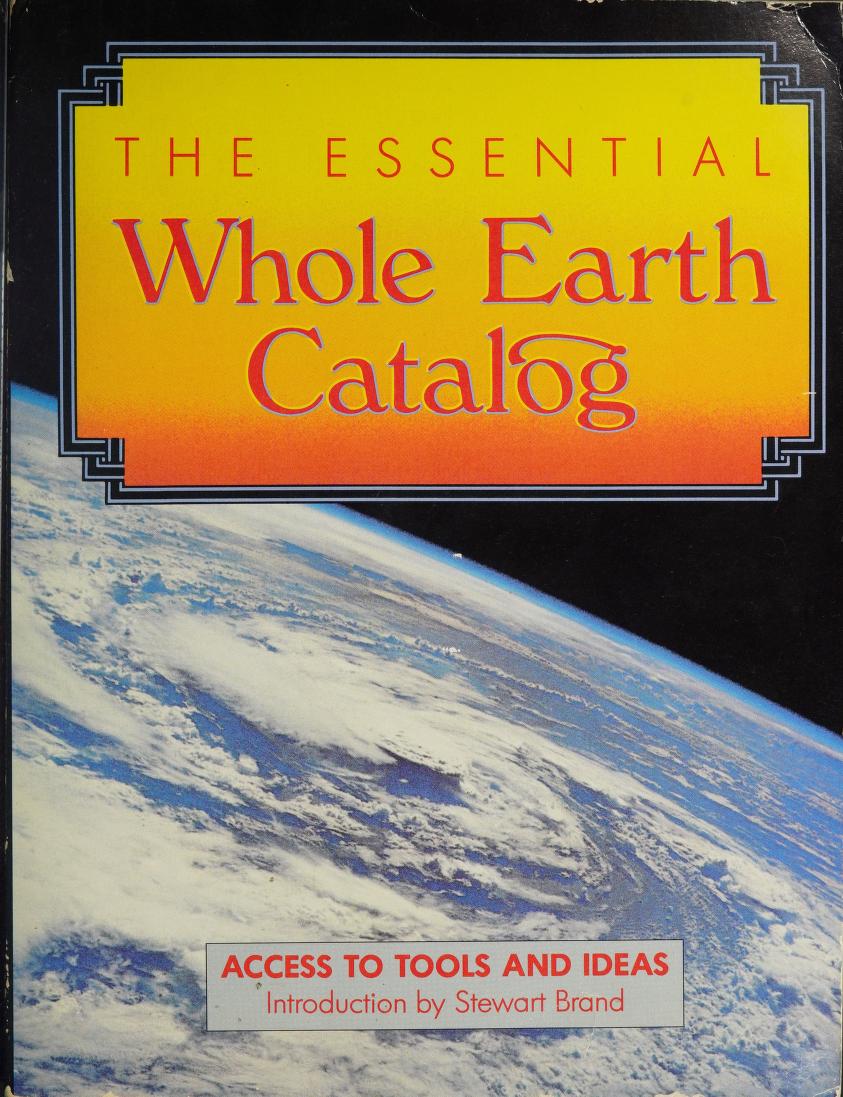 THE ESSENTIAL
Whole Earth
Catalog
ACCESS TO TOOLS AND IDEAS
Introduction by Stewart Brand